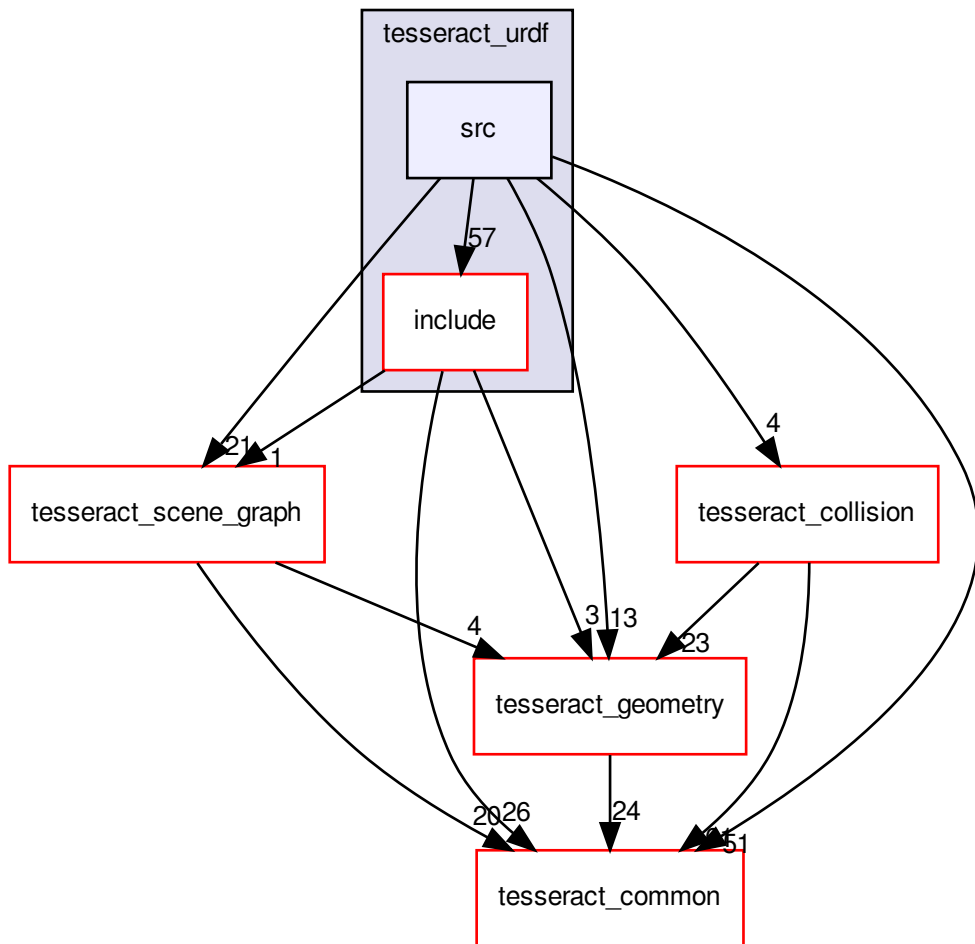 tesseract_urdf
src
57
include
21
1
4
tesseract_scene_graph
tesseract_collision
4
3
13
23
tesseract_geometry
20
26
24
51
tesseract_common